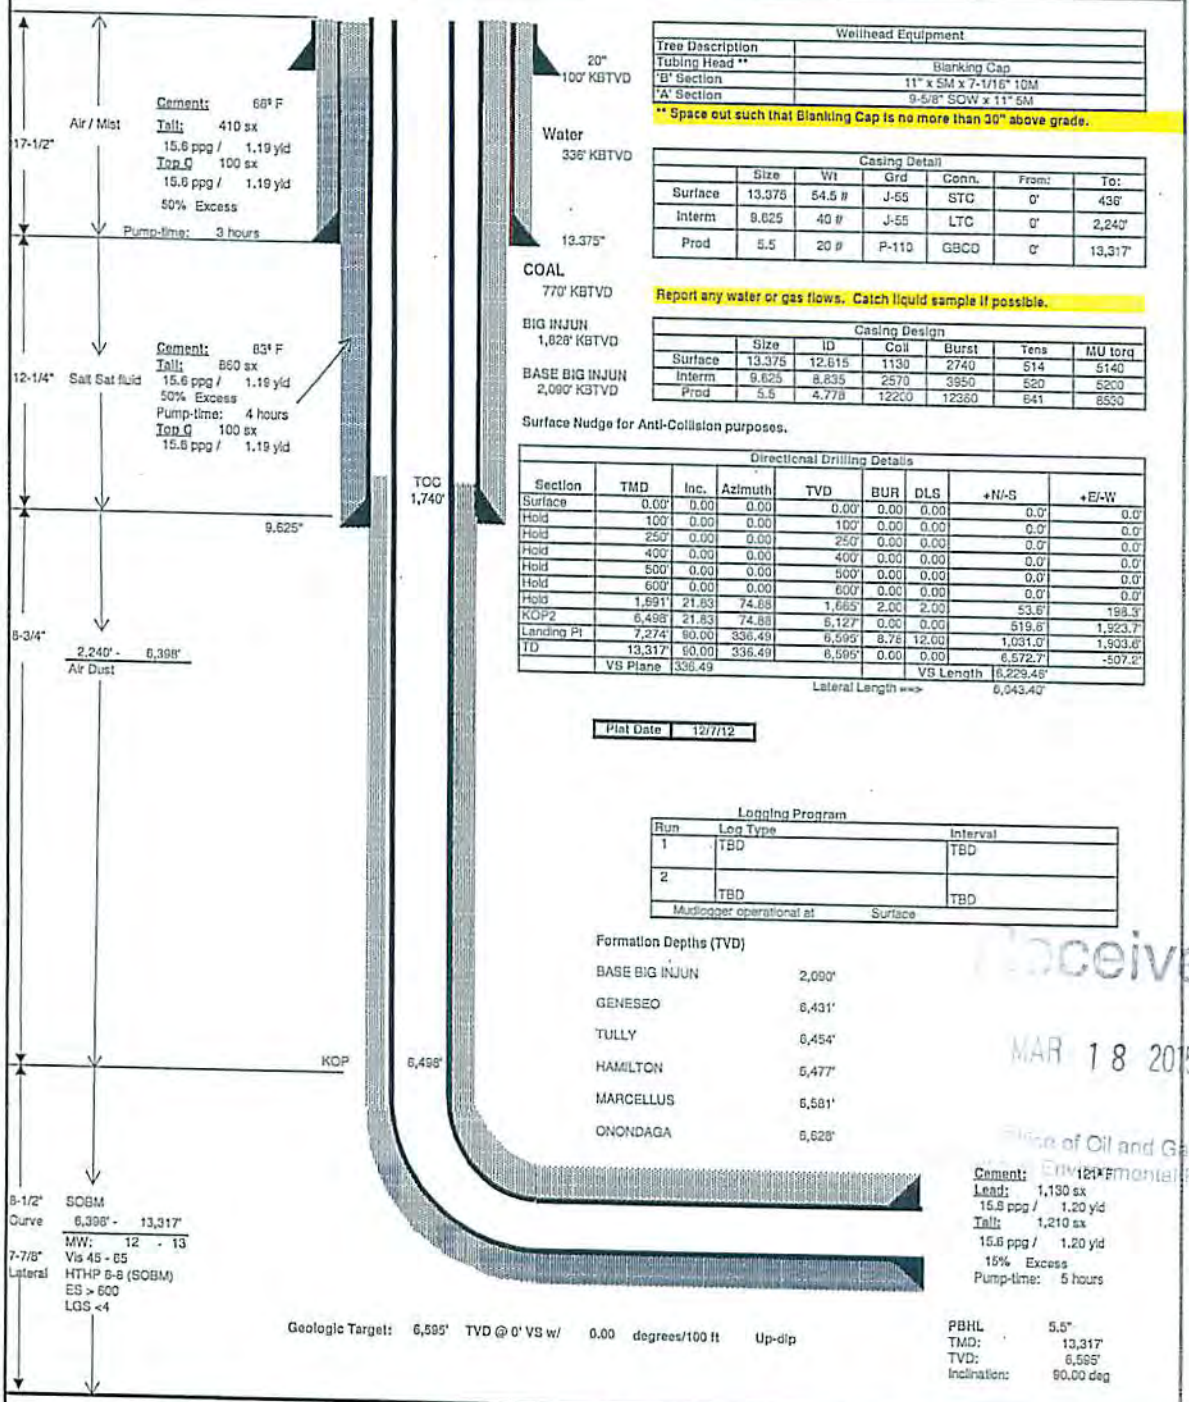 Air / Mist
17-1/2"
Cement: 68° F
Tail: 410 sx
15.6 ppg / 1.19 yld
Top O 100 sx
15.6 ppg / 1.19 yld
50% Excess
Pump-time: 3 hours
20"
100' KBTVD
Water
336' KBTVD
13.375"
COAL
770' KBTVD
BIG INJUN
1,828' KBTVD
BASE BIG INJUN
2,090' KBTVD
12-1/4" Salt Sat fluid
Cement: 83° F
Tail: 860 sx
15.6 ppg / 1.19 yld
50% Excess
Pump-time: 4 hours
Top O 100 sx
15.6 ppg / 1.19 yld
TOC
1,740'
9.625"
8-3/4"
2,240' - 6,398'
Air Dust
KOP 6,498'
8-1/2" SOBM
Curve 6,398' - 13,317'
MW: 12 - 13
7-7/8" Vis 45 - 65
Lateral HTHP 6-8 (SOBM)
ES > 600
LGS <4
Wellhead Equipment
Tree Description
Tubing Head ** Blanking Cap
'B' Section 11" x 5M x 7-1/16" 10M
'A' Section 9-5/8" SOW x 11" 5M
** Space out such that Blanking Cap is no more than 30" above grade.
Casing Detail
Size Wt Grd Conn. From: To:
Surface 13.375 54.5 # J-55 STC 0' 436'
Interm 9.625 40 # J-55 LTC 0' 2,240'
Prod 5.5 20 # P-110 GBCD 0' 13,317'
Report any water or gas flows. Catch liquid sample if possible.
Casing Design
Size ID Coll Burst Tens MU torq
Surface 13.375 12.615 1130 2740 514 5140
Interm 9.625 8.835 2570 3950 520 5200
Prod 5.5 4.778 12200 12360 641 8530
Surface Nudge for Anti-Collision purposes.
Directional Drilling Details
Section TMD Inc. Azimuth TVD BUR DLS +N/-S +E/-W
Surface 0.00' 0.00 0.00 0.00' 0.00 0.00 0.0' 0.0'
Hold 100' 0.00 0.00 100' 0.00 0.00 0.0' 0.0'
Hold 250' 0.00 0.00 250' 0.00 0.00 0.0' 0.0'
Hold 400' 0.00 0.00 400' 0.00 0.00 0.0' 0.0'
Hold 500' 0.00 0.00 500' 0.00 0.00 0.0' 0.0'
Hold 600' 0.00 0.00 600' 0.00 0.00 0.0' 0.0'
Hold 1,691' 21.83 74.88 1,665' 2.00 2.00 53.6' 198.3'
KOP2 6,498' 21.83 74.88 6,127' 0.00 0.00 519.6' 1,923.7'
Landing Pt 7,274' 90.00 336.49 6,595' 8.78 12.00 1,031.0' 1,903.6'
TD 13,317' 90.00 336.49 6,595' 0.00 0.00 6,572.7' -507.2'
VS Plane 336.49 VS Length 6,229.46'
Lateral Length ==> 6,043.40'
Plat Date 12/7/12
Logging Program
Run Log Type Interval
1 TBD TBD
2
TBD TBD
Mudlogger operational at Surface
Formation Depths (TVD)
BASE BIG INJUN 2,090'
GENESEO 6,431'
TULLY 6,454'
HAMILTON 6,477'
MARCELLUS 6,581'
ONONDAGA 6,628'
MAR 18 2015
of Oil and Ga
Cement: 121° F
Lead: 1,130 sx
15.6 ppg / 1.20 yld
Tail: 1,210 sx
15.6 ppg / 1.20 yld
15% Excess
Pump-time: 5 hours
Geologic Target: 6,595' TVD @ 0' VS w/ 0.00 degrees/100 ft Up-dip
PBHL 5.5"
TMD: 13,317'
TVD: 6,595'
Inclination: 90.00 deg